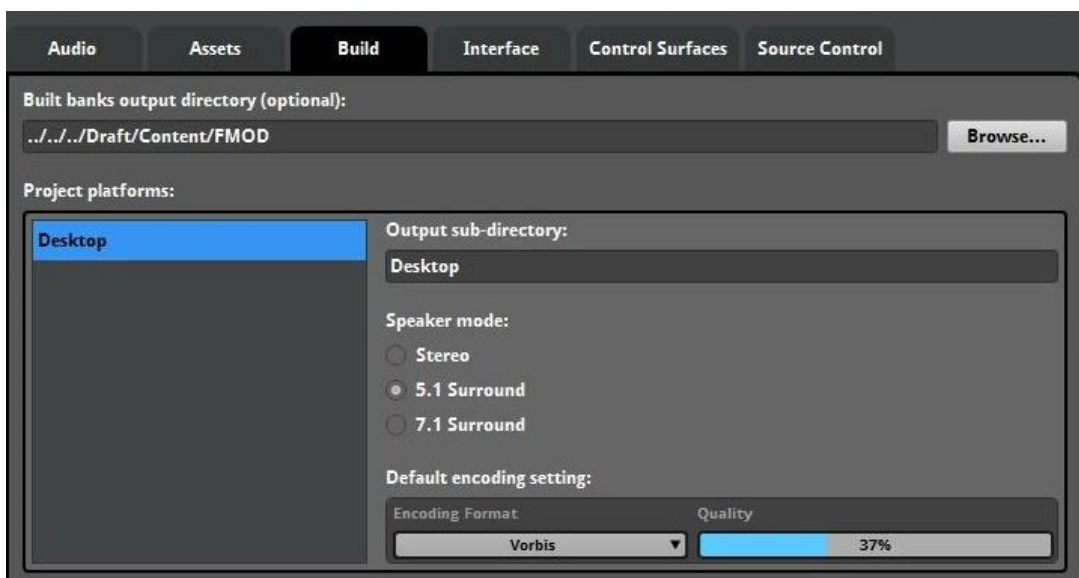 Audio Assets Build Interface Control Surfaces Source Control
Built banks output directory (optional):
../../../Draft/Content/FMOD Browse...
Project platforms:
Desktop
Output sub-directory:
Desktop
Speaker mode:
Stereo
5.1 Surround
7.1 Surround
Default encoding setting:
Encoding Format Quality
Vorbis 37%